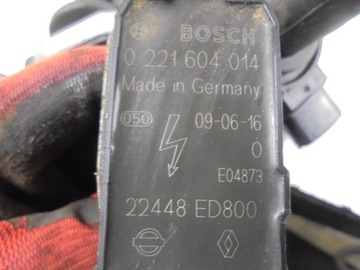 BOSCH
0 221 604 014
Made in Germany
050 09-06-16
0
E04873
22448 ED800